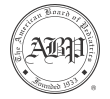 The American Board of Pediatrics
ABP
Founded 1933
®